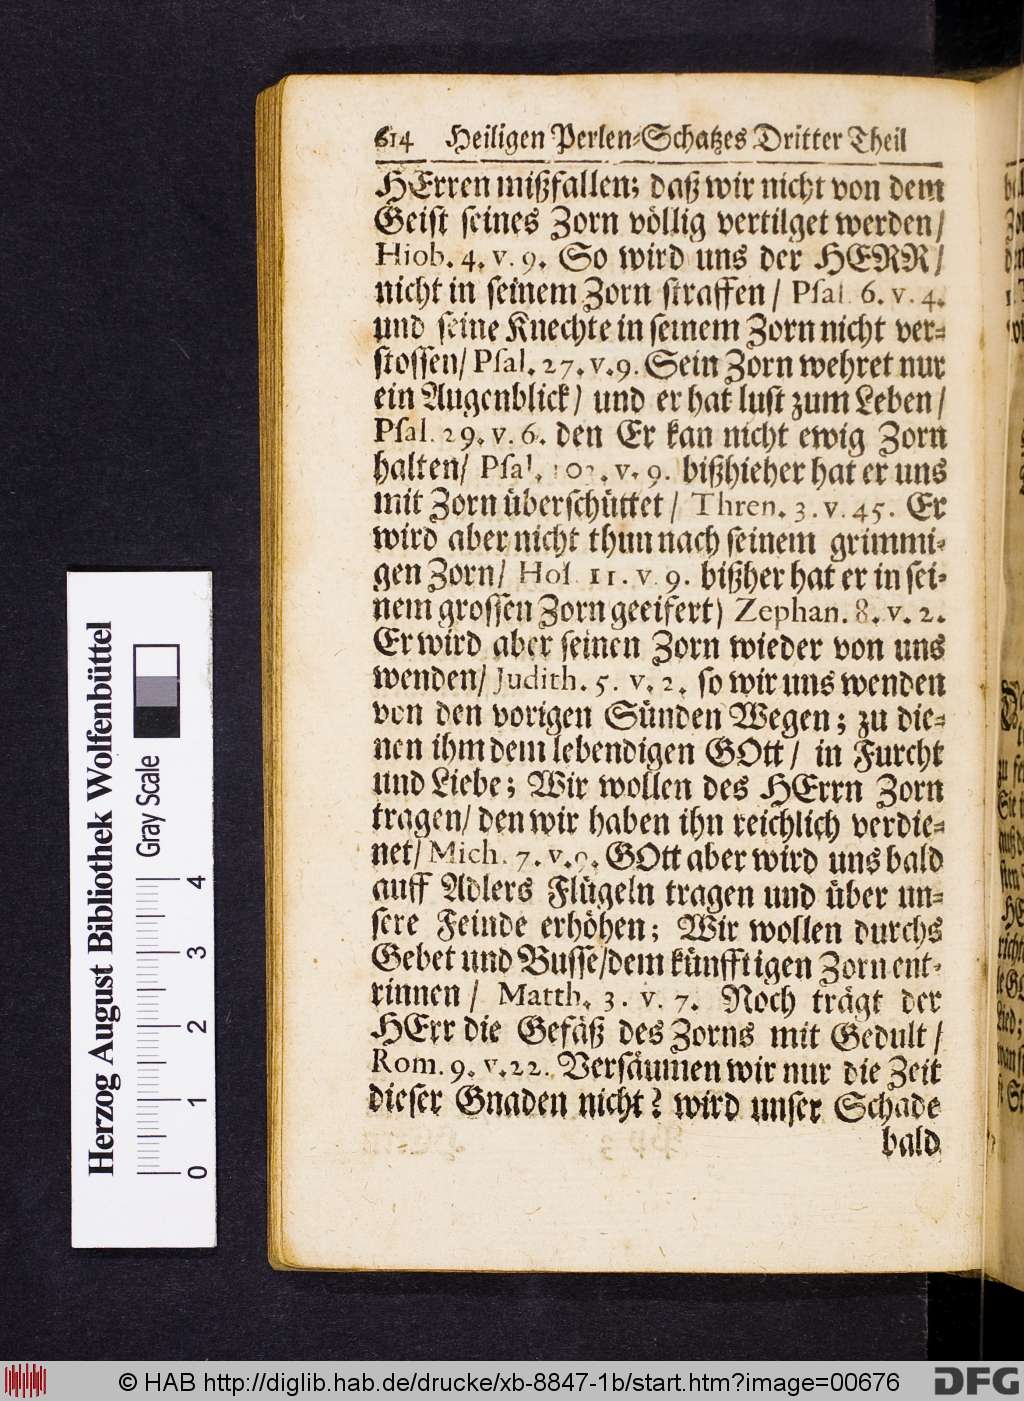 614 Heiligen Perlen-Schatzes Dritter Theil
HErren mißfallen; daß wir nicht von dem
Geist seines Zorn völlig vertilget werden/
Hiob. 4. v. 9. So wird uns der HERR/
nicht in seinem Zorn straffen/ Psal. 6. v. 4.
und seine Knechte in seinem Zorn nicht ver-
stossen/ Psal. 27. v. 9. Sein Zorn wehret nur
ein Augenblick/ und er hat lust zum Leben/
Psal. 29. v. 6. den Er kan nicht ewig Zorn
halten/ Psal. v. 9. bißhieher hat er uns
mit Zorn überschüttet/ Thren. 3. v. 45. Er
wird aber nicht thun nach seinem grimmi-
gen Zorn/ Hos. 11. v. 9. bißher hat er in sei-
nem grossen Zorn geeifert) Zephan. 8. v. 2.
Er wird aber seinen Zorn wieder von uns
wenden/ Judith. 5. v. 2. so wir uns wenden
von den vorigen Sünden Wegen; zu die-
nen ihm dem lebendigen GOtt/ in Furcht
und Liebe; Wir wollen des HErrn Zorn
tragen/ den wir haben ihn reichlich verdie-
net/ Mich. 7. v. 9. GOtt aber wird uns bald
auff Adlers Flügeln tragen und über un-
sere Feinde erhöhen; Wir wollen durchs
Gebet und Busse/dem künfftigen Zorn ent-
rinnen/ Matth. 3. v. 7. Noch trägt der
HErr die Gefäß des Zorns mit Gedult/
Rom. 9. v. 22. Versäumen wir nur die Zeit
dieser Gnaden nicht? wird unser Schade
bald
Herzog August Bibliothek Wolfenbüttel
Gray Scale
0 1 2 3 4
© HAB http://diglib.hab.de/drucke/xb-8847-1b/start.htm?image=00676
DFG